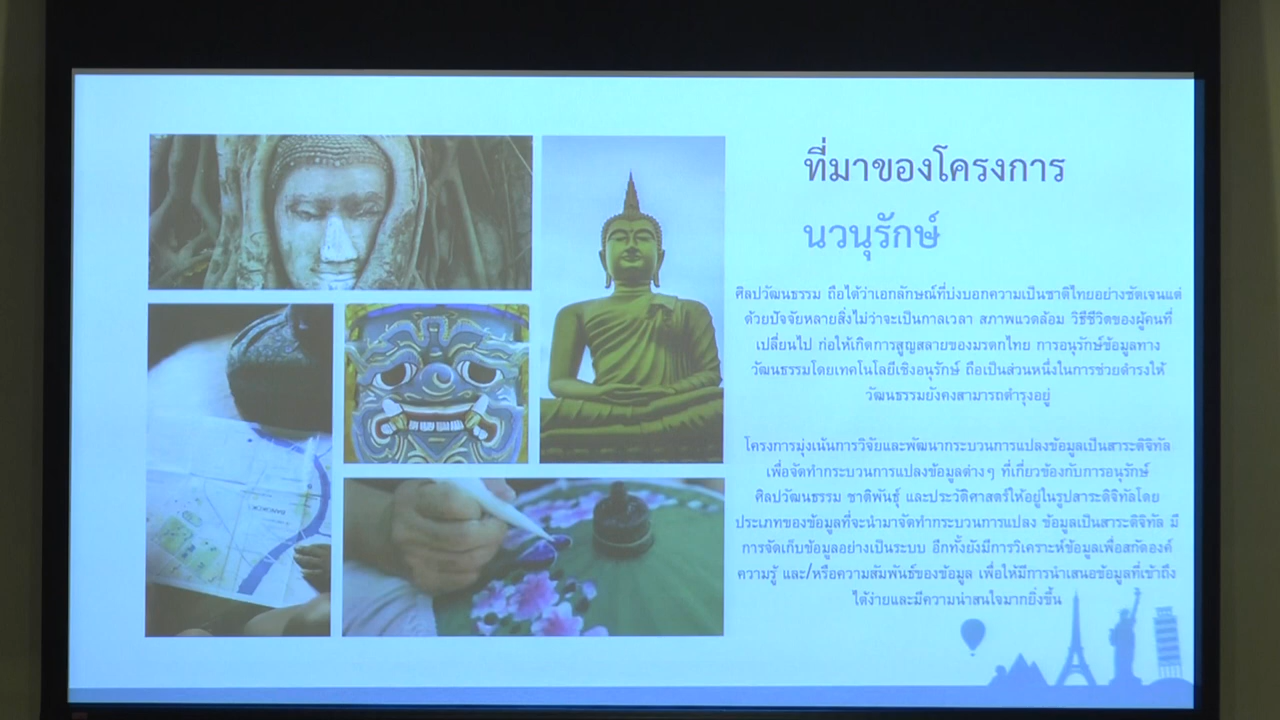 ที่มาของโครงการ
นวนุรักษ์
ศิลปวัฒนธรรม ถือได้ว่าเอกลักษณ์ที่บ่งบอกความเป็นชาติไทยอย่างชัดเจนแต่
ด้วยปัจจัยหลายสิ่งไม่ว่าจะเป็นกาลเวลา สภาพแวดล้อม วิธีชีวิตของผู้คนที่
เปลี่ยนไป ก่อให้เกิดการสูญสลายของมรดกไทย การอนุรักษ์ข้อมูลทาง
วัฒนธรรมโดยเทคโนโลยีเชิงอนุรักษ์ ถือเป็นส่วนหนึ่งในการช่วยดำรงให้
วัฒนธรรมยังคงสามารถดำรงอยู่
โครงการมุ่งเน้นการวิจัยและพัฒนากระบวนการแปลงข้อมูลเป็นสาระดิจิทัล
เพื่อจัดทำกระบวนการแปลงข้อมูลต่างๆ ที่เกี่ยวข้องกับการอนุรักษ์
ศิลปวัฒนธรรม ชาติพันธุ์ และประวัติศาสตร์ให้อยู่ในรูปสาระดิจิทัลโดย
ประเภทของข้อมูลที่จะนำมาจัดทำกระบวนการแปลง ข้อมูลเป็นสาระดิจิทัล มี
การจัดเก็บข้อมูลอย่างเป็นระบบ อีกทั้งยังมีการวิเคราะห์ข้อมูลเพื่อสกัดองค์
ความรู้ และ/หรือความสัมพันธ์ของข้อมูล เพื่อให้มีการนำเสนอข้อมูลที่เข้าถึง
ได้ง่ายและมีความน่าสนใจมากยิ่งขึ้น
BANGKOK